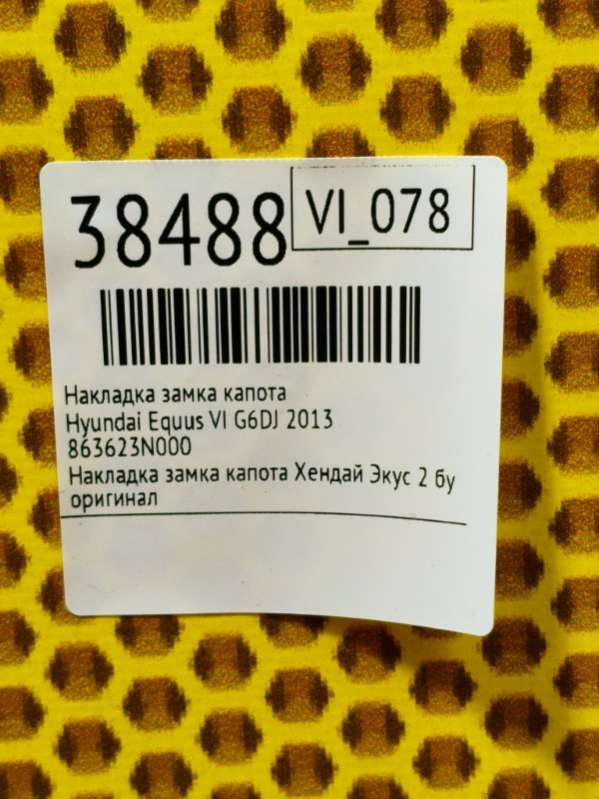 38488
VI_078
Накладка замка капота
Hyundai Equus VI G6DJ 2013
863623N000
Накладка замка капота Хендай Экус 2 бу
оригинал